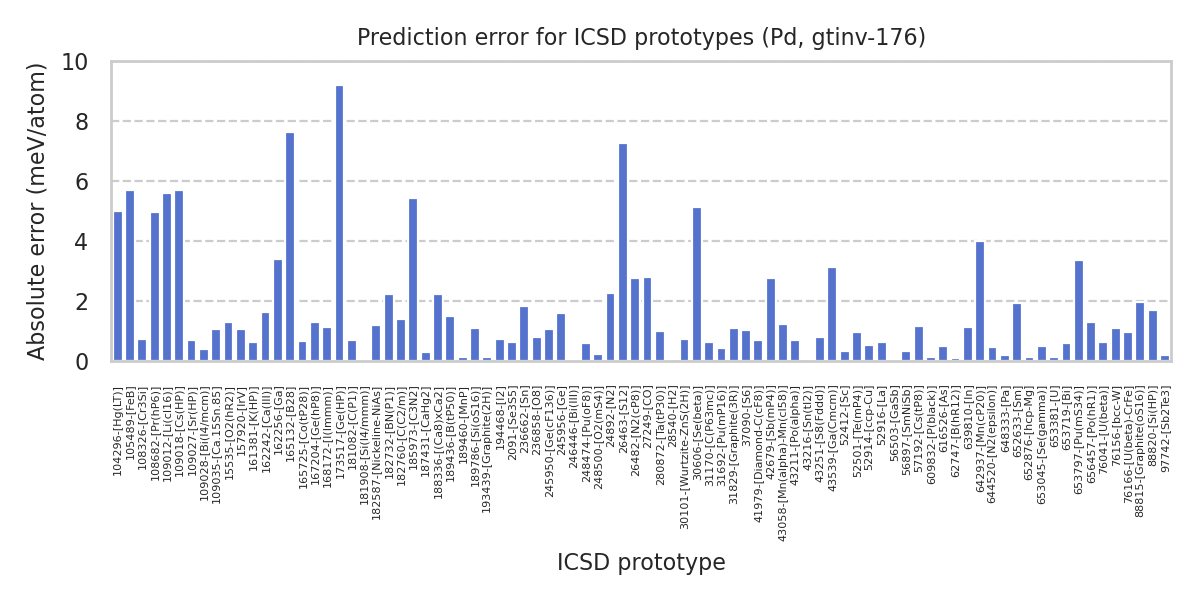 Prediction error for ICSD prototypes (Pd, gtinv-176)
Absolute error (meV/atom)
10
8
6
4
2
0
104296-[Hg(LT)]
105489-[FeB]
108326-[Cr3Si]
108682-[Pr(hP6)]
109012-[Li(cI16)]
109018-[Cs(HP)]
109027-[Sr(HP)]
109028-[Bi(I4/mcm)]
109035-[Ca.15Sn.85]
15535-[O2(hR2)]
157920-[IrV]
161381-[K(HP)]
162242-[Ca(III)]
162256-[Ga]
165132-[B28]
165725-[Co(tP28)]
167204-[Ge(hP8)]
168172-[I(Immm)]
173517-[Ge(HP)]
181082-[C(P1)]
181908-[Si(I4/mmm)]
182587-[Nickeline-NiAs]
182732-[BN(P1)]
182760-[C(C2/m)]
185973-[C3N2]
187431-[CaHg2]
188336-[(Ca8)xCa2]
189436-[B(tP50)]
189460-[MnP]
189786-[Si(oS16)]
193439-[Graphite(2H)]
194468-[I2]
2091-[Se3S5]
236662-[Sn]
236858-[O8]
245950-[Ge(cF136)]
245956-[Ge]
246446-[Bi(III)]
248474-[Pu(oF8)]
248500-[O2(mS4)]
24892-[N2]
26463-[S12]
26482-[N2(cP8)]
27249-[CO]
280872-[Ta(tP30)]
28540-[H2]
30101-[Wurtzite-ZnS(2H)]
30606-[Se(beta)]
31170-[C(P63mc)]
31692-[Pu(mP16)]
31829-[Graphite(3R)]
37090-[S6]
41979-[Diamond-C(cF8)]
42679-[Sb(mP4)]
43058-[Mn(alpha)-Mn(cI58)]
43211-[Po(alpha)]
43216-[Sn(tI2)]
43251-[S8(Fddd)]
43539-[Ga(Cmcm)]
52412-[Sc]
52501-[Te(mP4)]
52914-[fcc-Cu]
52916-[La]
56503-[GaSb]
56897-[SmNiSb]
57192-[Cs(tP8)]
609832-[P(black)]
616526-[As]
62747-[B(hR12)]
639810-[In]
642937-[Mn(cP20)]
644520-[N2(epsilon)]
648333-[Pa]
652633-[Sm]
652876-[hcp-Mg]
653045-[Se(gamma)]
653381-[U]
653719-[Bi]
653797-[Pu(mS34)]
656457-[Po(hR1)]
76041-[U(beta)]
76156-[bcc-W]
76166-[U(beta)-CrFe]
88815-[Graphite(oS16)]
88820-[Si(HP)]
97742-[Sb2Te3]
ICSD prototype